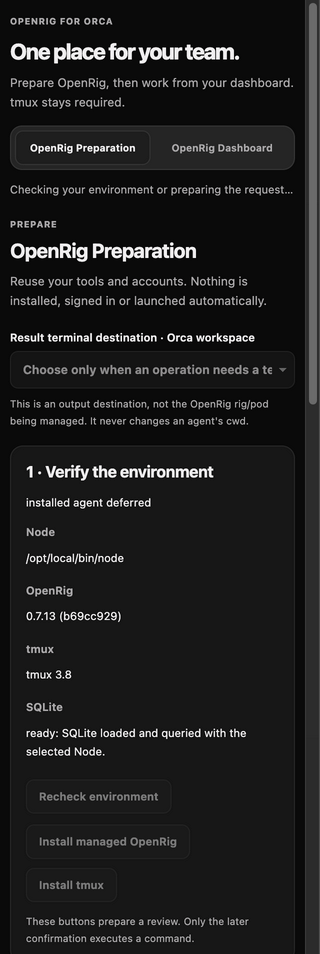 OPENRIG FOR ORCA
One place for your team.
Prepare OpenRig, then work from your dashboard.
tmux stays required.
OpenRig Preparation
OpenRig Dashboard
Checking your environment or preparing the request…
PREPARE
OpenRig Preparation
Reuse your tools and accounts. Nothing is
installed, signed in or launched automatically.
Result terminal destination · Orca workspace
Choose only when an operation needs a te
This is an output destination, not the OpenRig rig/pod
being managed. It never changes an agent's cwd.
1 · Verify the environment
installed agent deferred
Node
/opt/local/bin/node
OpenRig
0.7.13 (b69cc929)
tmux
tmux 3.8
SQLite
ready: SQLite loaded and queried with the
selected Node.
Recheck environment
Install managed OpenRig
Install tmux
These buttons prepare a review. Only the later
confirmation executes a command.